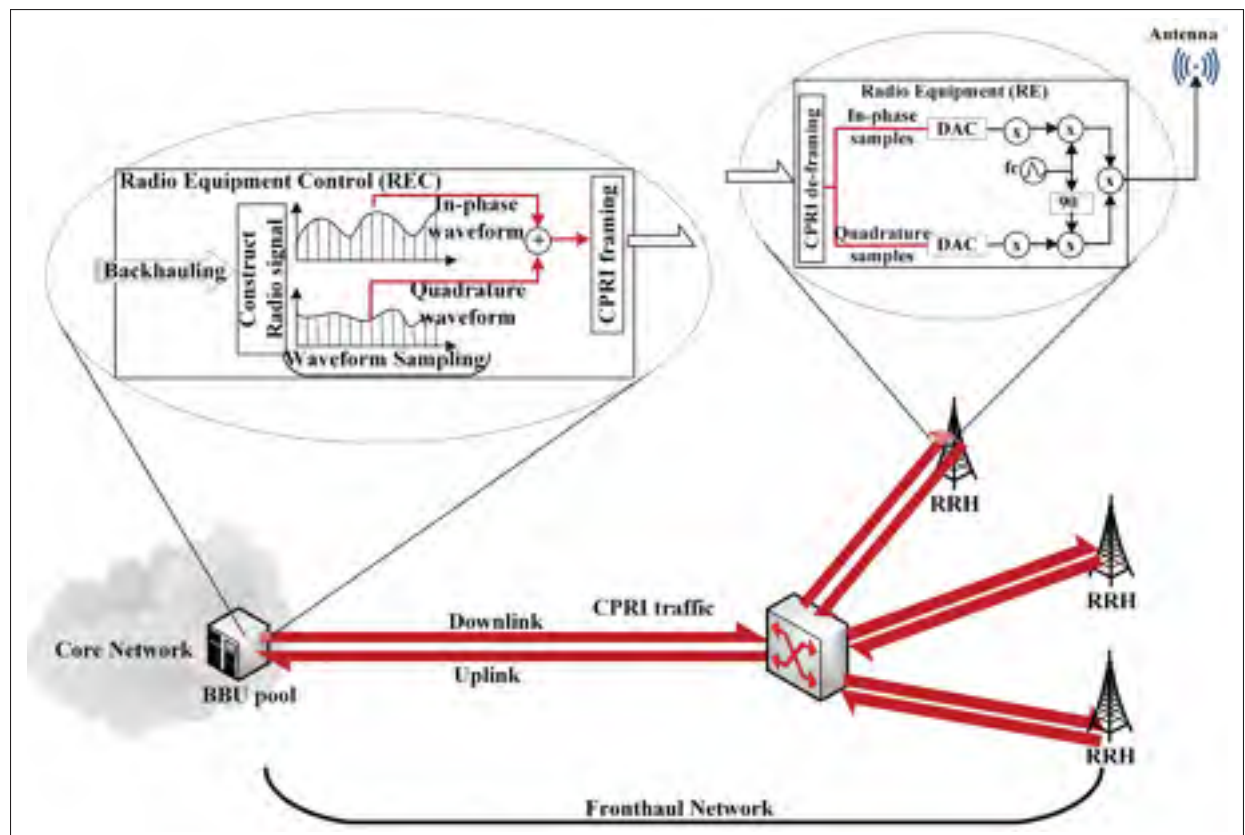 Antenna
Radio Equipment (RE)
CPRI de-framing
In-phase
samples
DAC
x
x
fc
90
x
Quadrature
samples
DAC
x
x
Radio Equipment Control (REC)
Backhauling
Construct
Radio signal
In-phase
waveform
+
Quadrature
waveform
Waveform Sampling
CPRI framing
RRH
RRH
RRH
CPRI traffic
Downlink
Uplink
Core Network
BBU pool
Fronthaul Network